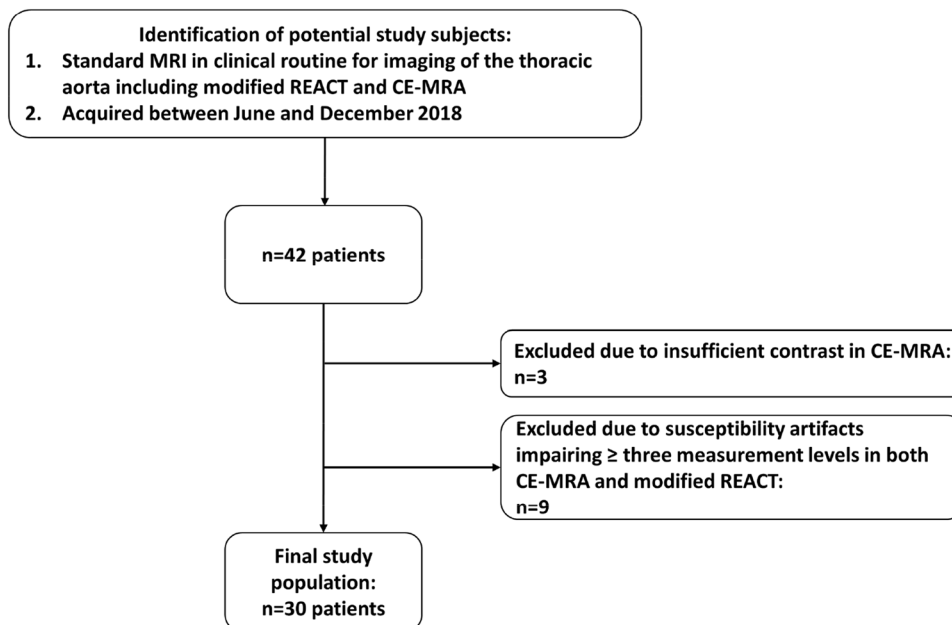 Identification of potential study subjects:
1. Standard MRI in clinical routine for imaging of the thoracic
aorta including modified REACT and CE-MRA
2. Acquired between June and December 2018
n=42 patients
Excluded due to insufficient contrast in CE-MRA:
n=3
Excluded due to susceptibility artifacts
impairing ≥ three measurement levels in both
CE-MRA and modified REACT:
n=9
Final study
population:
n=30 patients